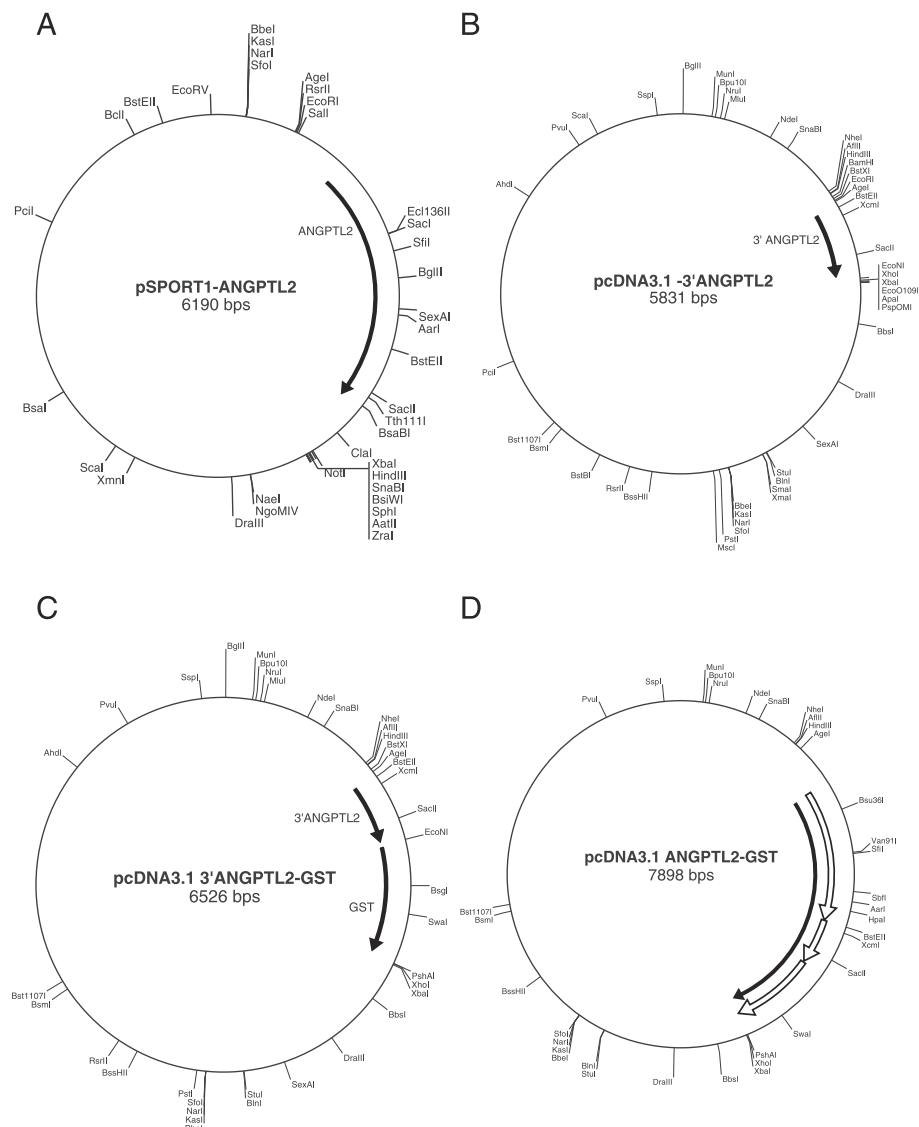 A
BbeI
KasI
NarI
SfoI
AgeI
RsrII
EcoRI
SalI
EcoRV
BstEII
BclI
PciI
Ecl136II
SacI
SfiI
BglII
SexAI
AarI
BstEII
SacII
Tth111I
BsaBI
ClaI
XbaI
HindIII
SnaBI
BsiWI
SphI
AatII
ZraI
NotI
NaeI
NgoMIV
DraIII
XmnI
ScaI
BsaI
ANGPTL2
pSPORT1-ANGPTL2
6190 bps
B
BglII
MunI
Bpu10I
NruI
MluI
SspI
ScaI
PvuI
AhdI
NdeI
SnaBI
NheI
AflII
HindIII
BamHI
BstXI
EcoRI
AgeI
BstEII
XcmI
SacII
EcoNI
XhoI
XbaI
EcoO109I
ApaI
PspOMI
BbsI
DraIII
SexAI
StuI
BlnI
SmaI
XmaI
BbeI
KasI
NarI
SfoI
PstI
MscI
BssHII
RsrII
BstBI
Bst1107I
BsmI
PciI
3' ANGPTL2
pcDNA3.1 -3'ANGPTL2
5831 bps
C
BglII
MunI
Bpu10I
NruI
MluI
SspI
PvuI
AhdI
NdeI
SnaBI
NheI
AflII
HindIII
BstXI
AgeI
BstEII
XcmI
SacII
EcoNI
BsgI
SwaI
PshAI
XhoI
XbaI
BbsI
DraIII
SexAI
StuI
BlnI
PstI
SfoI
NarI
KasI
BssHII
RsrII
Bst1107I
BsmI
3'ANGPTL2
GST
pcDNA3.1 3'ANGPTL2-GST
6526 bps
D
MunI
Bpu10I
NruI
SspI
PvuI
NdeI
SnaBI
NheI
AflII
HindIII
AgeI
Bsu36I
Van91I
SfiI
SbfI
AarI
HpaI
BstEII
XcmI
SacII
SwaI
PshAI
XhoI
XbaI
BbsI
DraIII
BlnI
StuI
SfoI
NarI
KasI
BbeI
BssHII
Bst1107I
BsmI
pcDNA3.1 ANGPTL2-GST
7898 bps